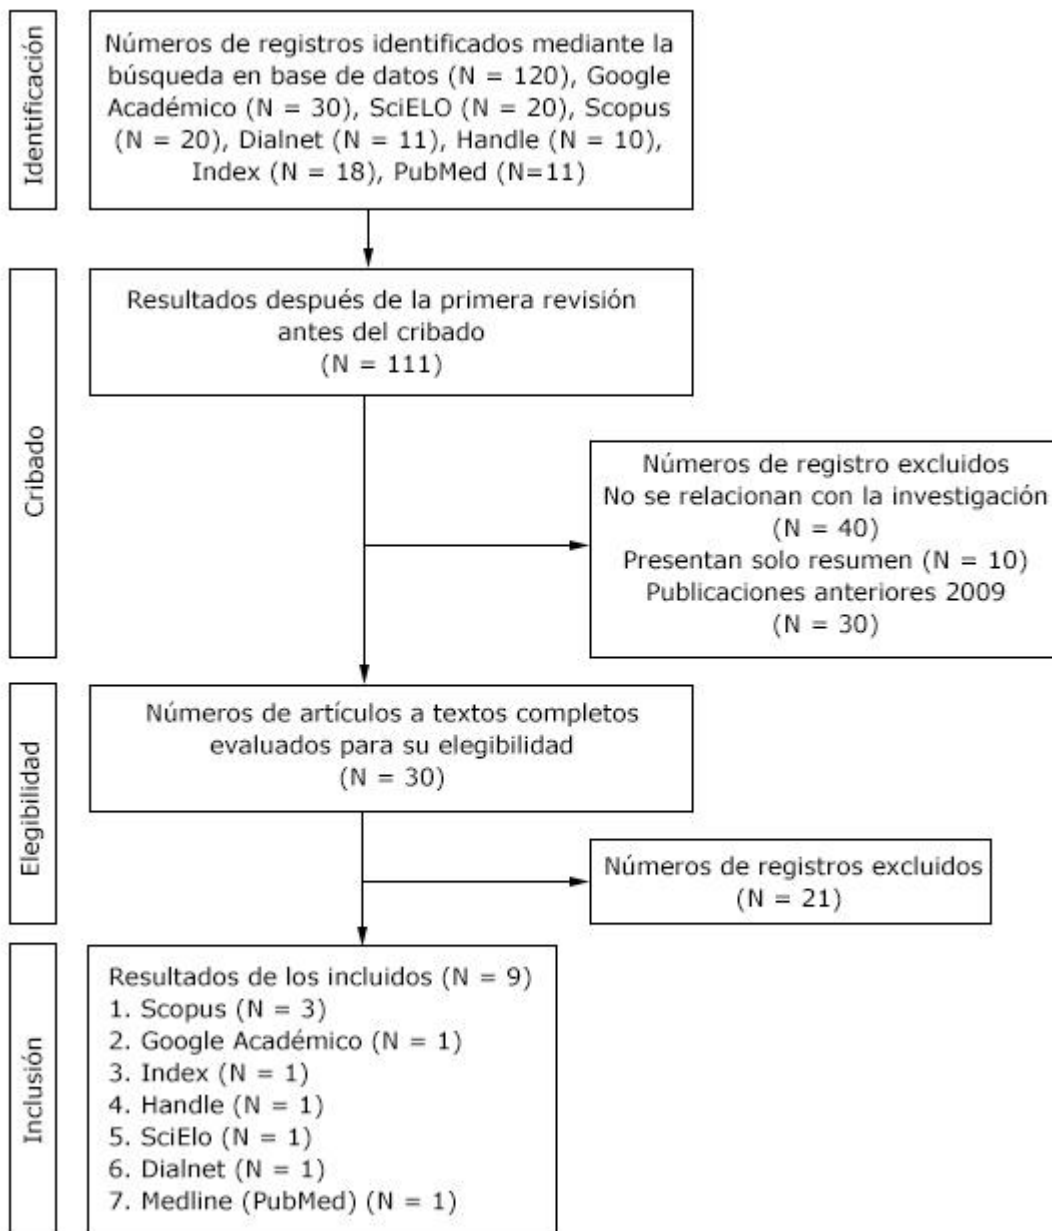 Identificación
Números de registros identificados mediante la
búsqueda en base de datos (N = 120), Google
Académico (N = 30), SciELO (N = 20), Scopus
(N = 20), Dialnet (N = 11), Handle (N = 10),
Index (N = 18), PubMed (N=11)
Cribado
Resultados después de la primera revisión
antes del cribado
(N = 111)
Números de registro excluidos
No se relacionan con la investigación
(N = 40)
Presentan solo resumen (N = 10)
Publicaciones anteriores 2009
(N = 30)
Elegibilidad
Números de artículos a textos completos
evaluados para su elegibilidad
(N = 30)
Números de registros excluidos
(N = 21)
Inclusión
Resultados de los incluidos (N = 9)
1. Scopus (N = 3)
2. Google Académico (N = 1)
3. Index (N = 1)
4. Handle (N = 1)
5. SciElo (N = 1)
6. Dialnet (N = 1)
7. Medline (PubMed) (N = 1)